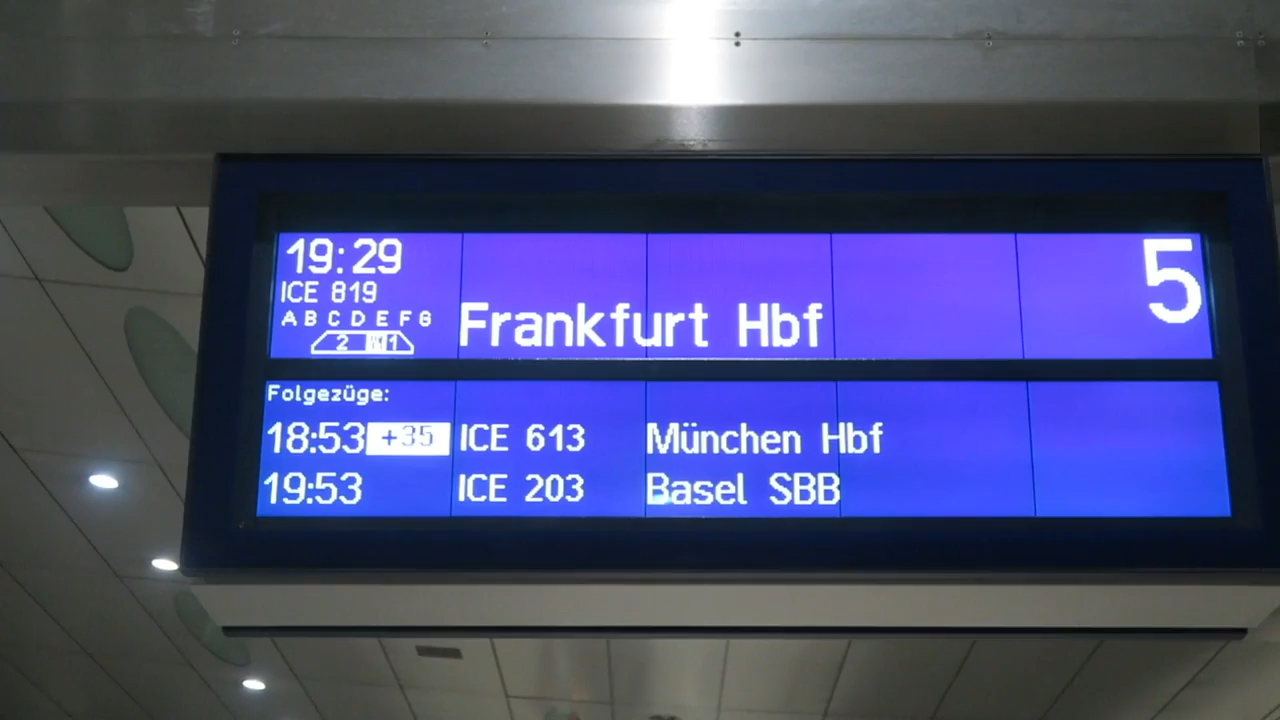 19:29
5
ICE 819
A B C D E F G
Frankfurt Hbf
2 1
Folgezüge:
18:53 +35 ICE 613 München Hbf
19:53 ICE 203 Basel SBB